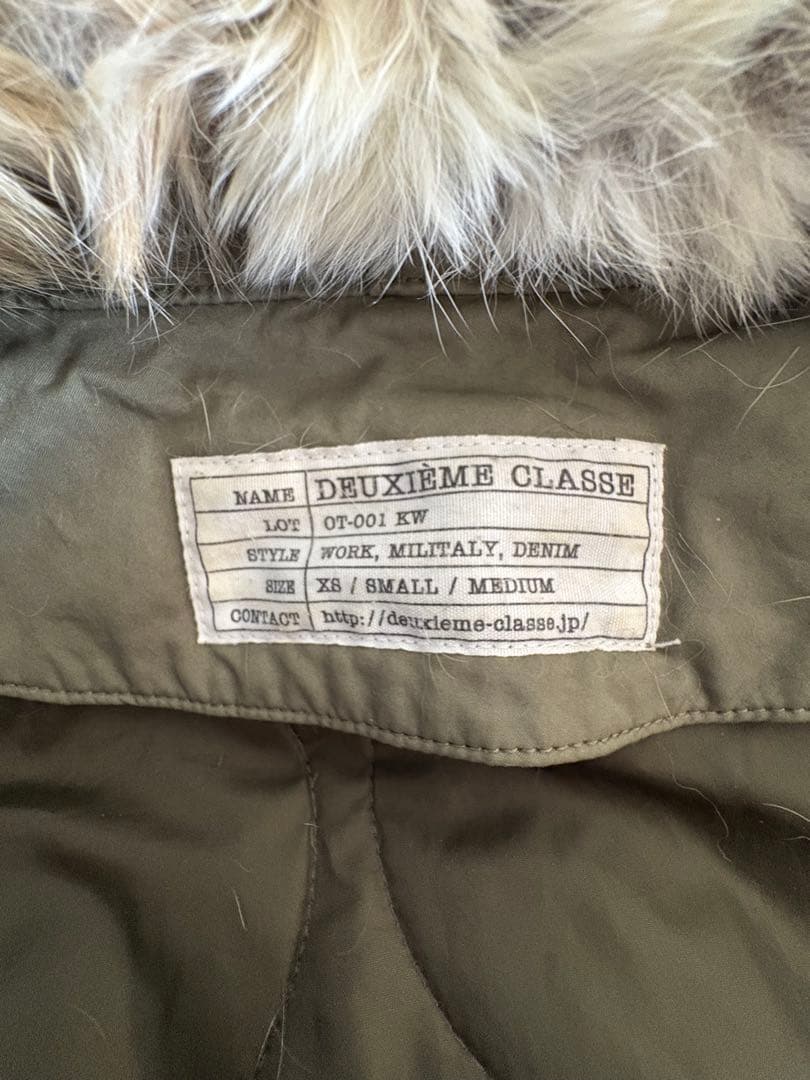 NAME DEUXIÈME CLASSE
LOT OT-001 KW
STYLE WORK, MILITALY, DENIM
SIZE XS / SMALL / MEDIUM
CONTACT http://deuxieme-classe.jp/